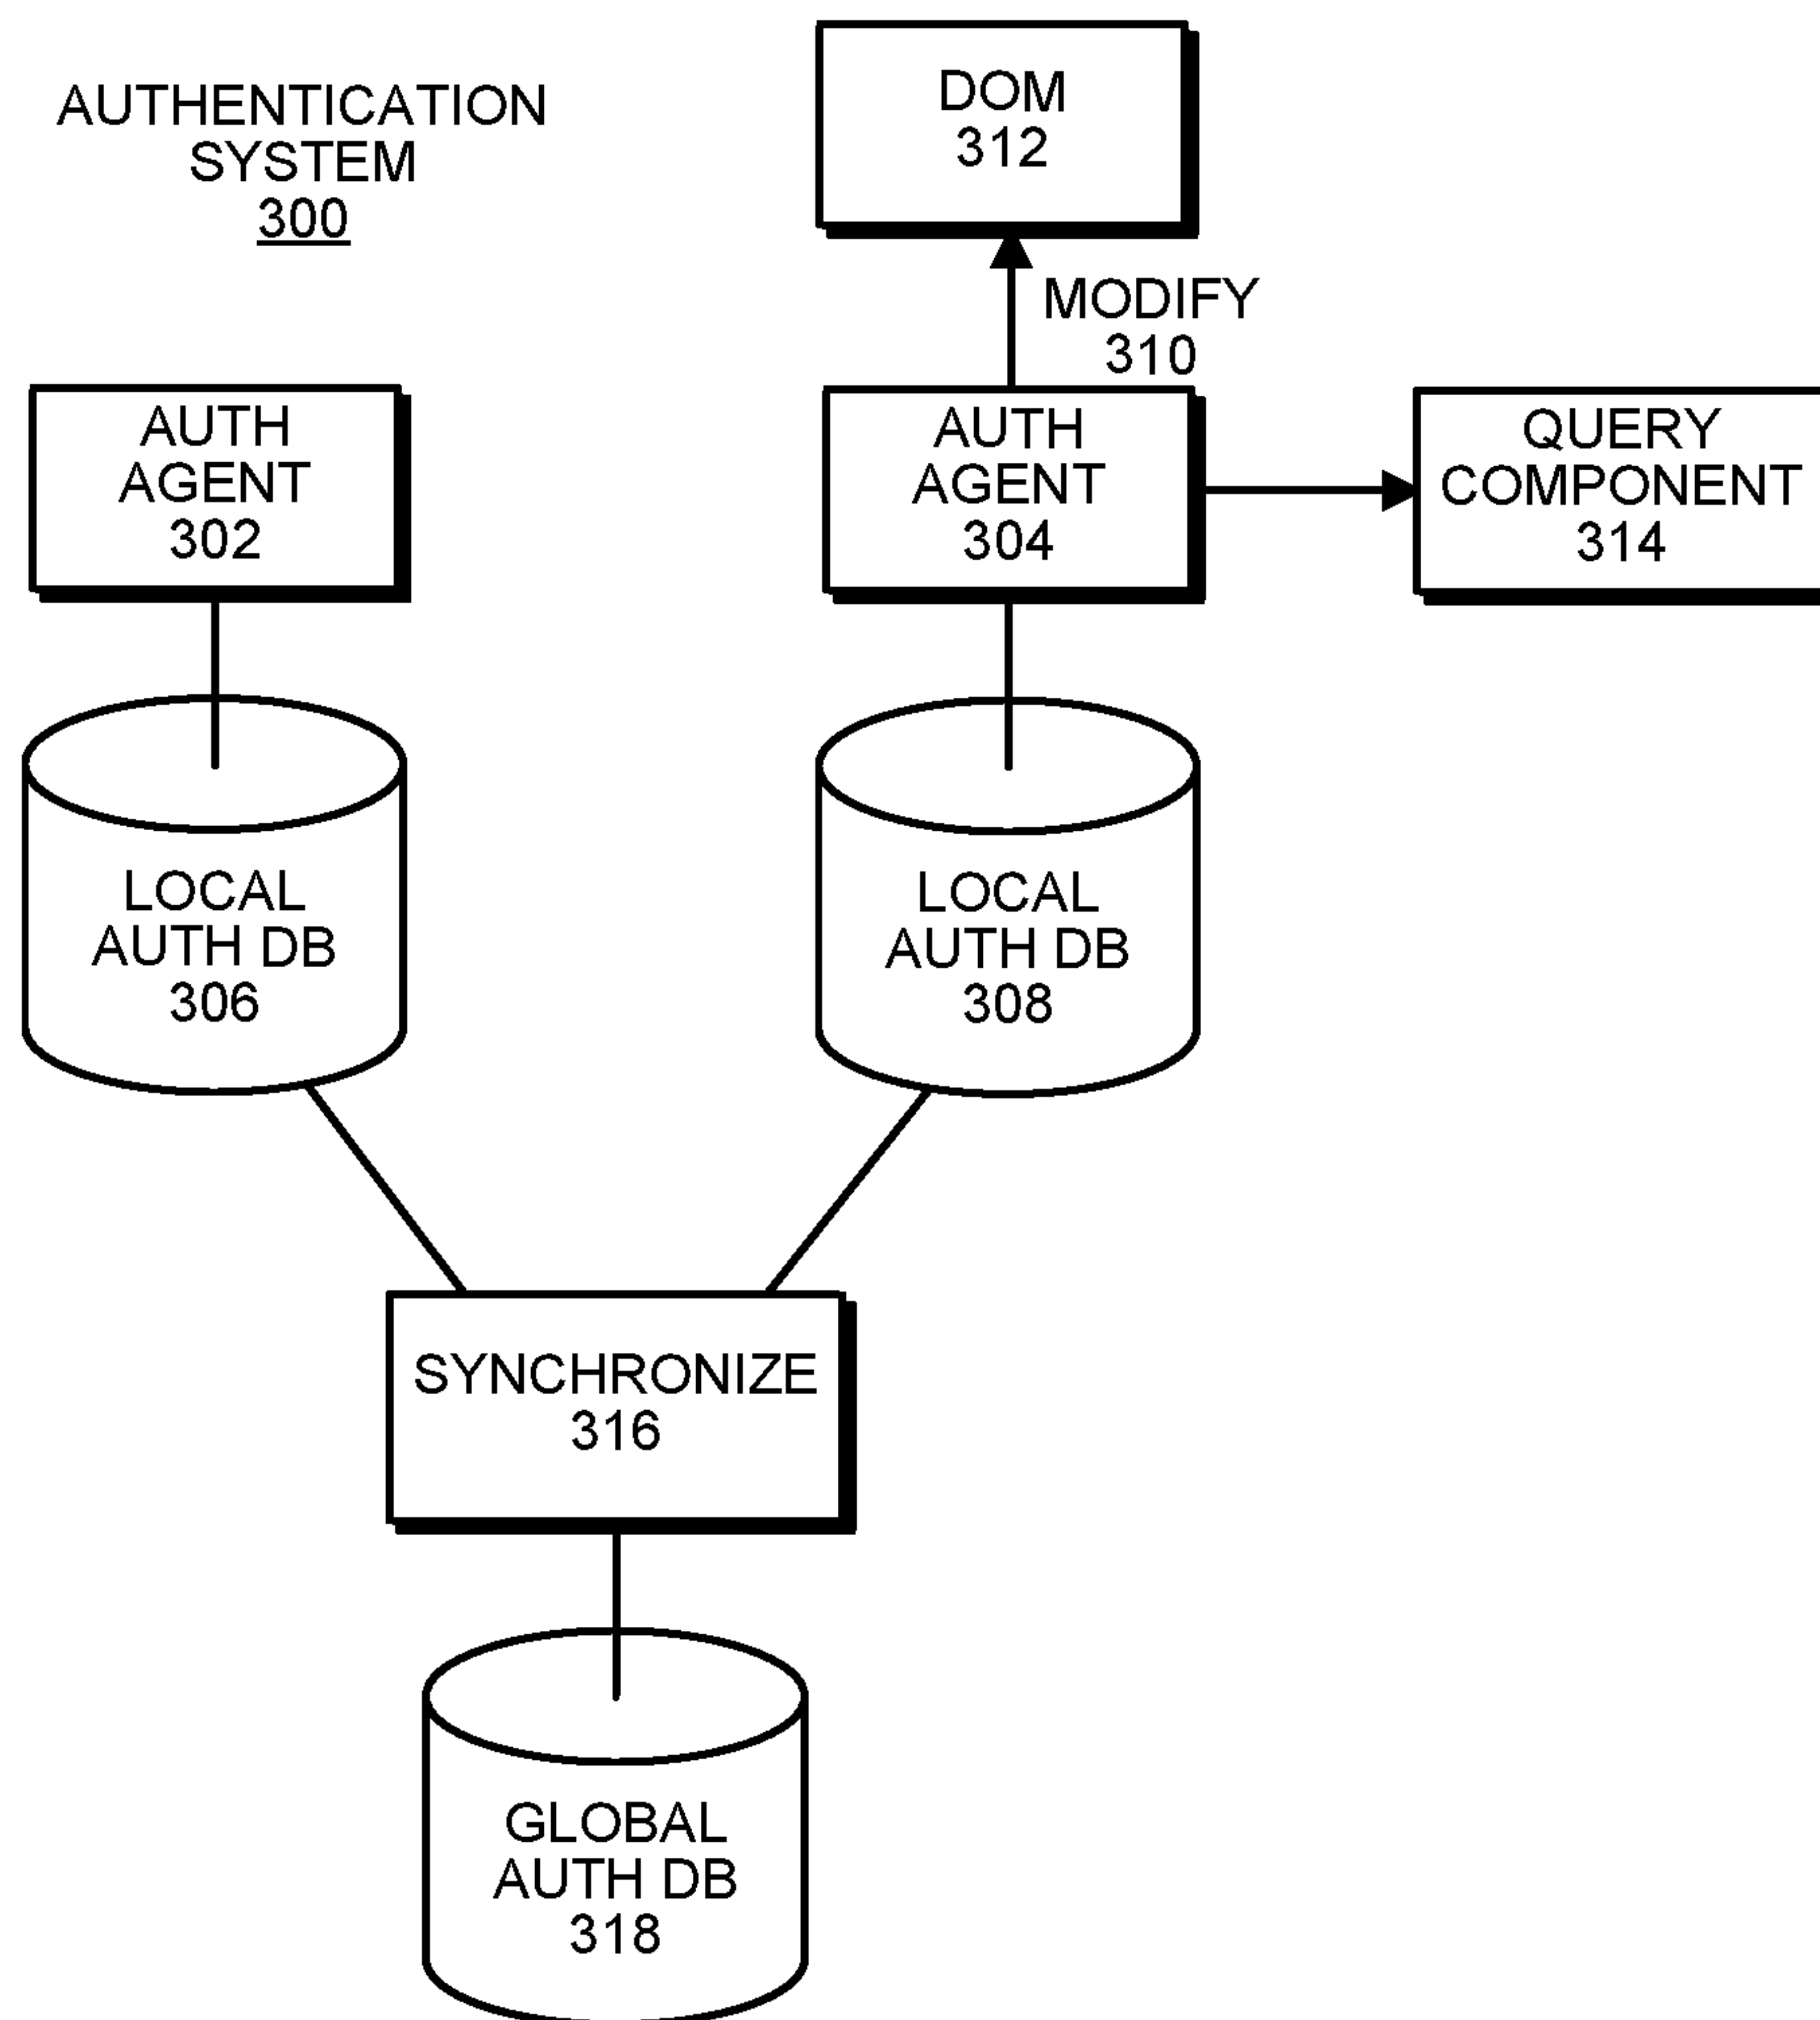 AUTHENTICATION
SYSTEM
300
DOM
312
MODIFY
310
AUTH
AGENT
302
AUTH
AGENT
304
QUERY
COMPONENT
314
LOCAL
AUTH DB
306
LOCAL
AUTH DB
308
SYNCHRONIZE
316
GLOBAL
AUTH DB
318